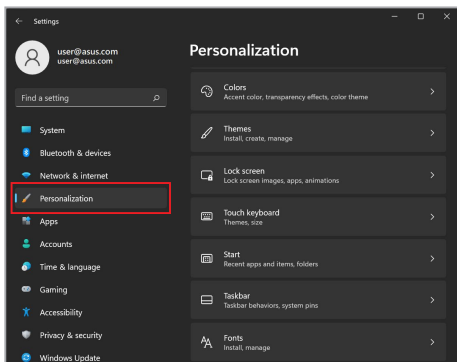 Settings
user@asus.com
user@asus.com
Find a setting
System
Bluetooth & devices
Network & internet
Personalization
Apps
Accounts
Time & language
Gaming
Accessibility
Privacy & security
Windows Update
Personalization
Colors
Accent color, transparency effects, color theme
Themes
Install, create, manage
Lock screen
Lock screen images, apps, animations
Touch keyboard
Themes, size
Start
Recent apps and items, folders
Taskbar
Taskbar behaviors, system pins
Fonts
Install, manage